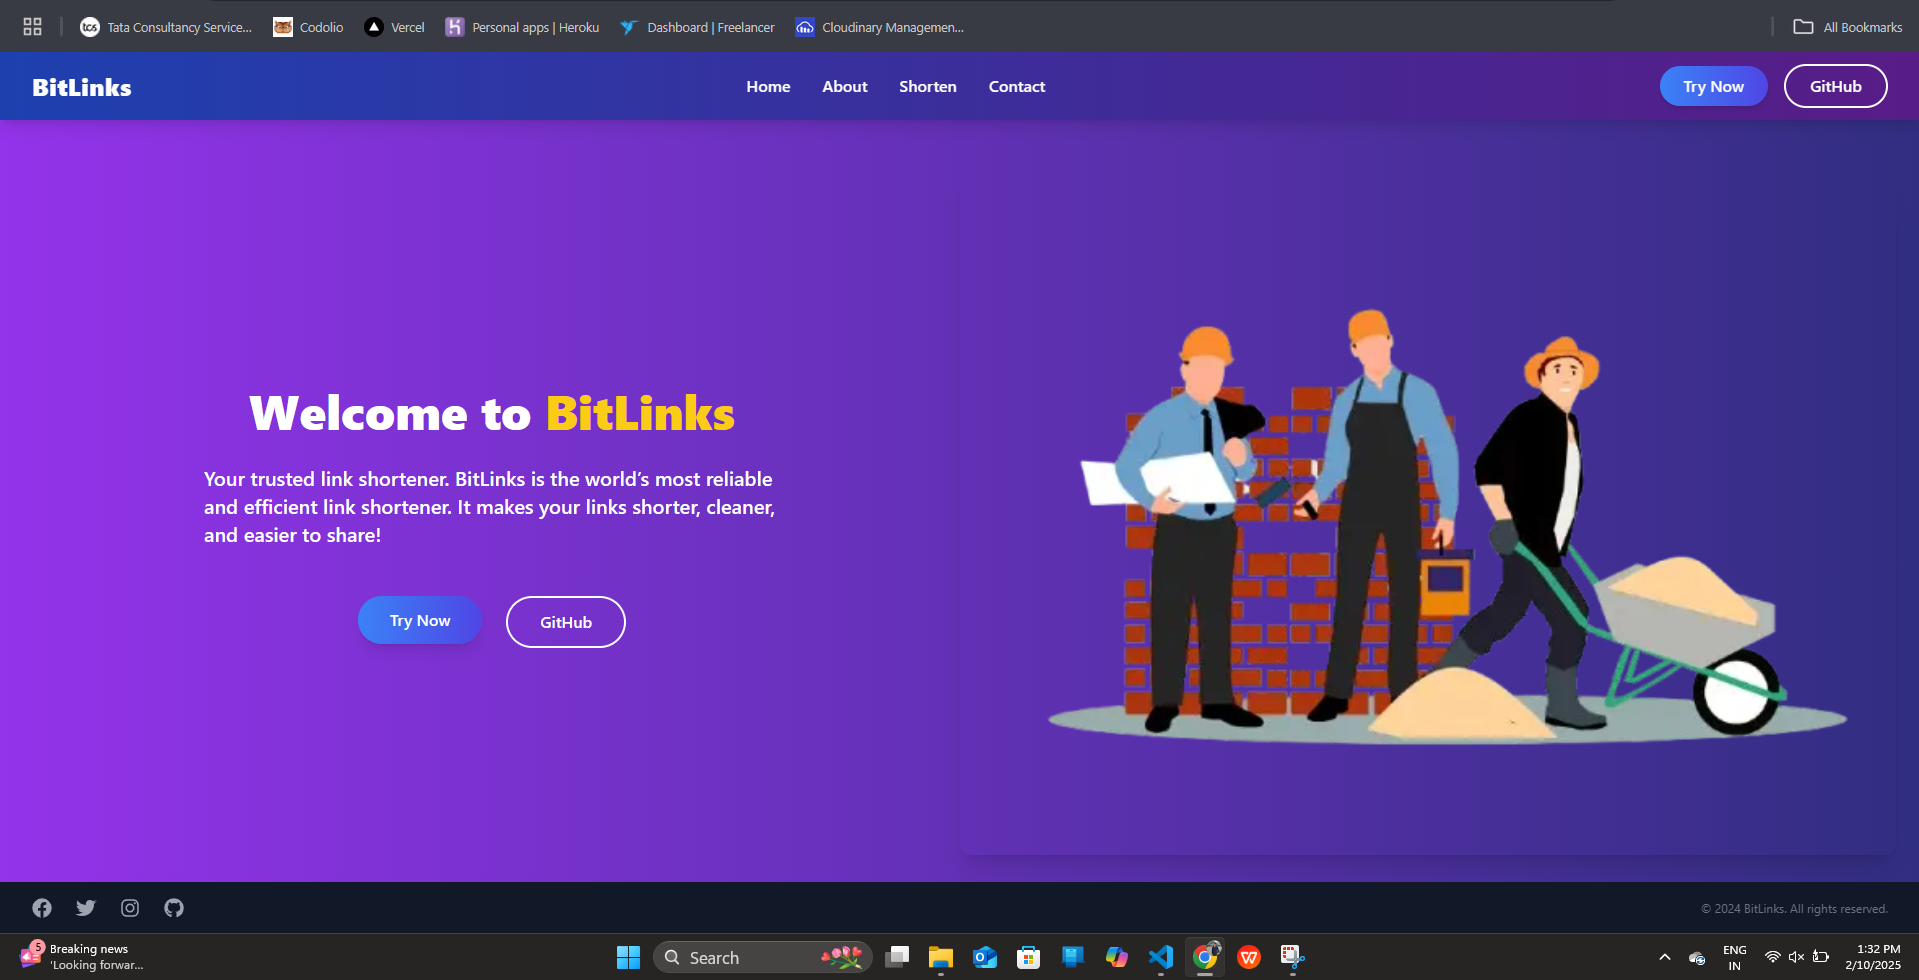 tcs Tata Consultancy Service... Codolio Vercel Personal apps | Heroku Dashboard | Freelancer Cloudinary Managemen... All Bookmarks
BitLinks Home About Shorten Contact Try Now GitHub
Welcome to BitLinks
Your trusted link shortener. BitLinks is the world’s most reliable
and efficient link shortener. It makes your links shorter, cleaner,
and easier to share!
Try Now GitHub
© 2024 BitLinks. All rights reserved.
5 Breaking news
'Looking forwar...
Search
ENG
IN
1:32 PM
2/10/2025